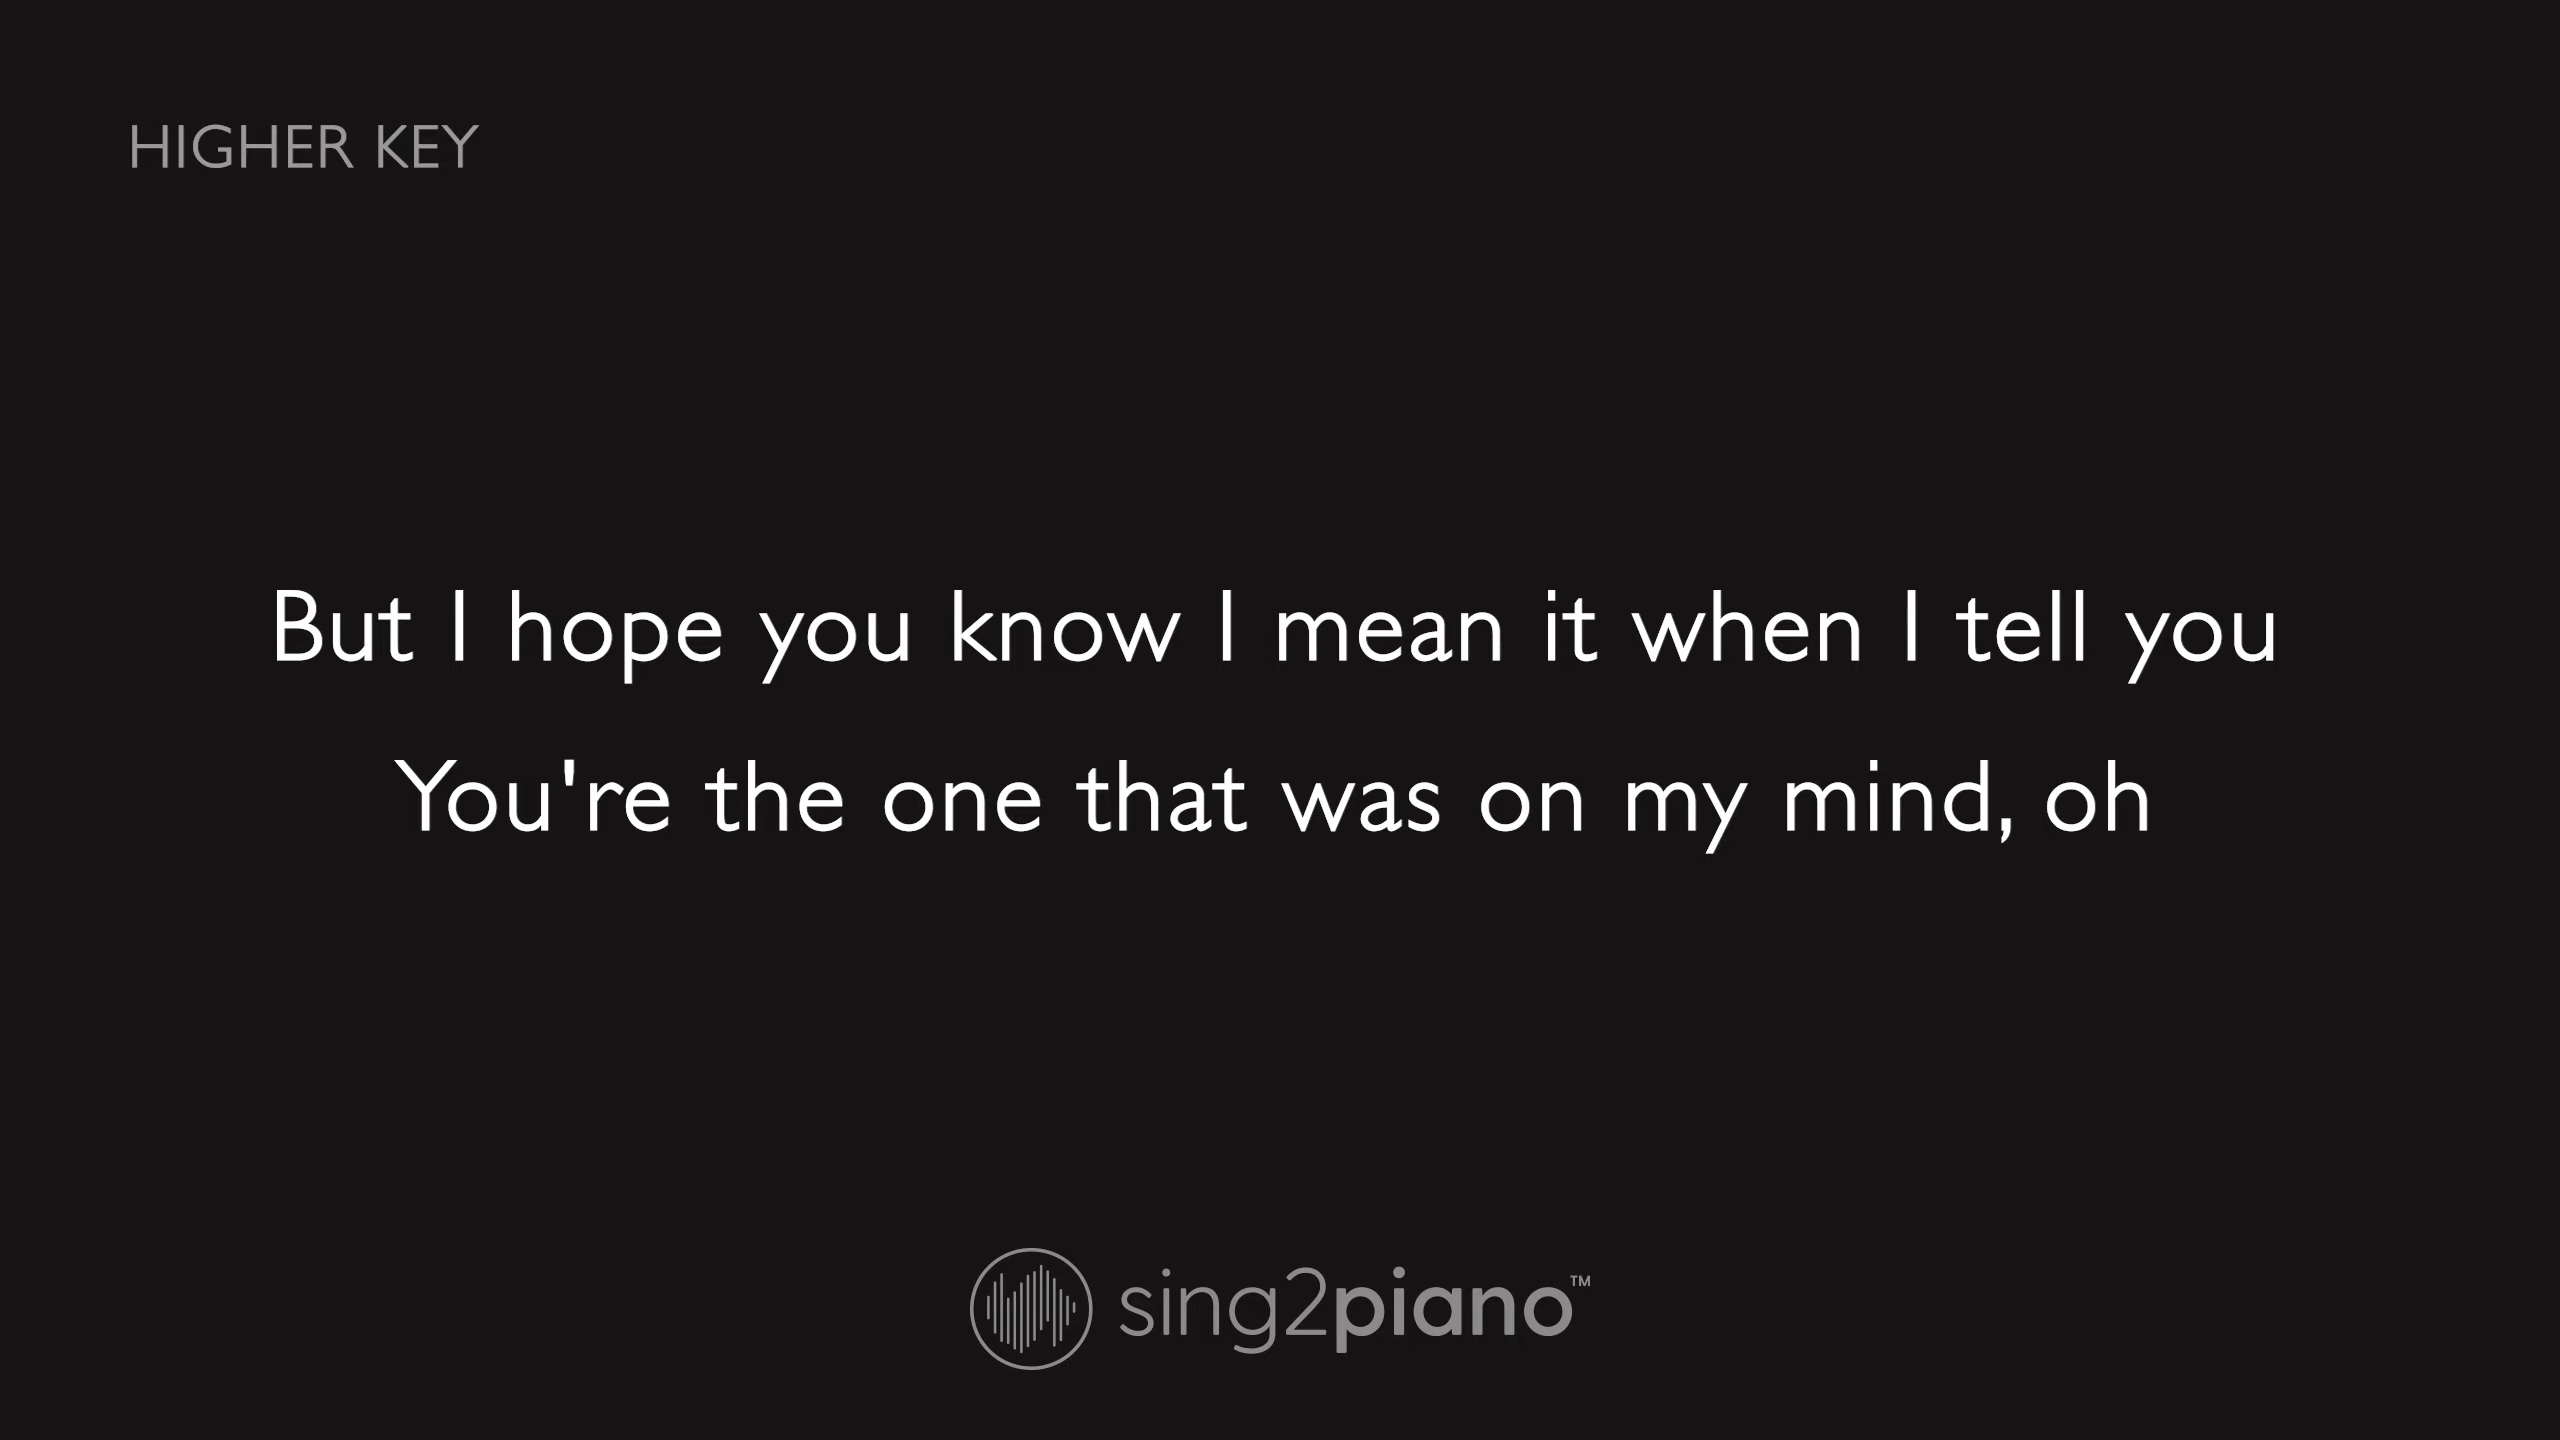 HIGHER KEY
But I hope you know I mean it when I tell you
You're the one that was on my mind, oh
sing2piano™